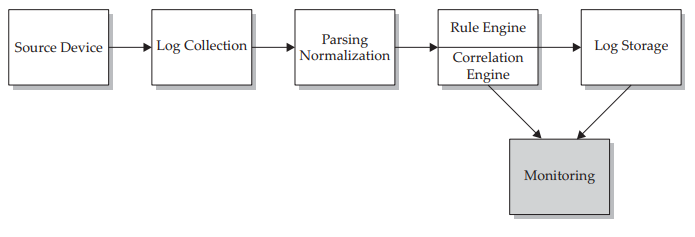 Source Device
Log Collection
Parsing
Normalization
Rule Engine
Correlation
Engine
Log Storage
Monitoring